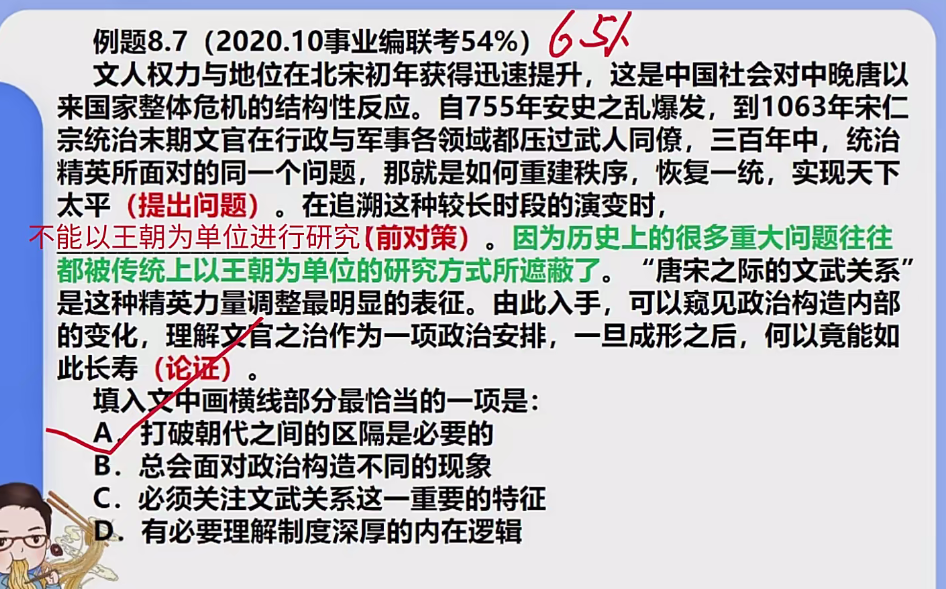 例题8.7（2020.10事业编联考54%）65%
文人权力与地位在北宋初年获得迅速提升，这是中国社会对中晚唐以
来国家整体危机的结构性反应。自755年安史之乱爆发，到1063年宋仁
宗统治末期文官在行政与军事各领域都压过武人同僚，三百年中，统治
精英所面对的同一个问题，那就是如何重建秩序，恢复一统，实现天下
太平（提出问题）。在追溯这种较长时段的演变时，
不能以王朝为单位进行研究（前对策）。因为历史上的很多重大问题往往
都被传统上以王朝为单位的研究方式所遮蔽了。“唐宋之际的文武关系”
是这种精英力量调整最明显的表征。由此入手，可以窥见政治构造内部
的变化，理解文官之治作为一项政治安排，一旦成形之后，何以竟能如
此长寿（论证）。
填入文中画横线部分最恰当的一项是：
A．打破朝代之间的区隔是必要的
B．总会面对政治构造不同的现象
C．必须关注文武关系这一重要的特征
D．有必要理解制度深厚的内在逻辑